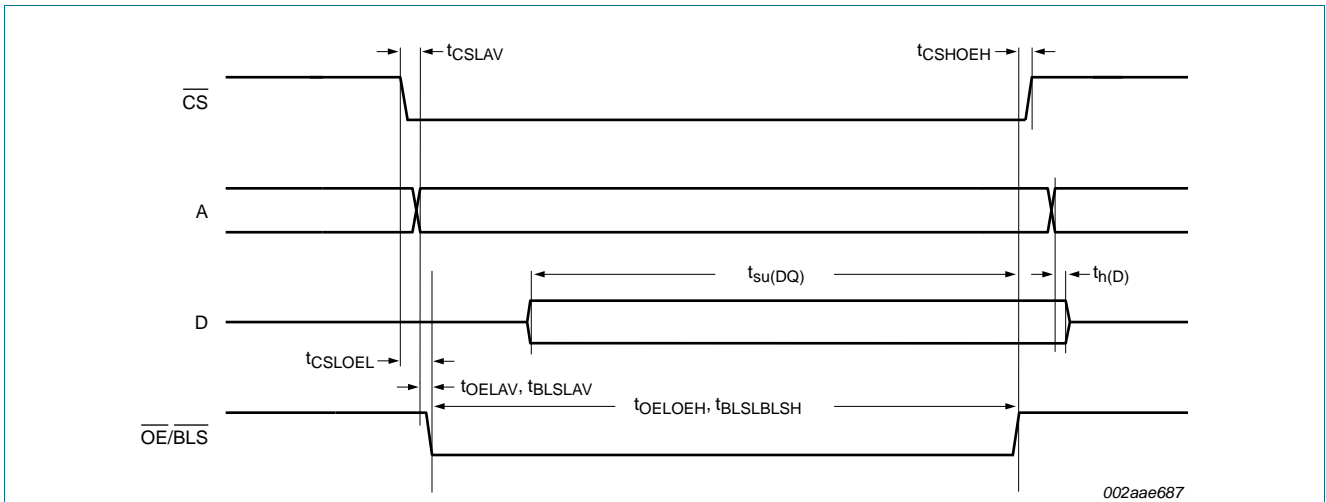 tCSLAV
tCSHOEH
CS
A
tsu(DQ)
th(D)
D
tCSLOEL
tOELAV, tBLSLAV
tOELOEH, tBLSLBLSH
OE/BLS
002aae687